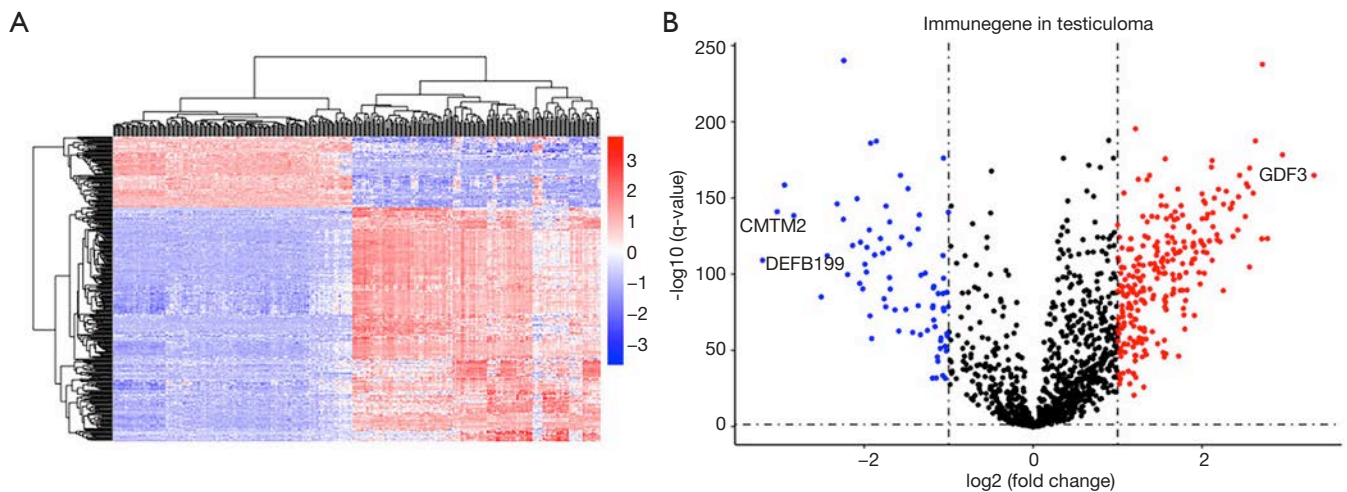 A
3
2
1
0
−1
−2
−3
B
Immunegene in testiculoma
250
200
150
100
50
0
-log10 (q-value)
GDF3
CMTM2
DEFB199
−2
0
2
log2 (fold change)